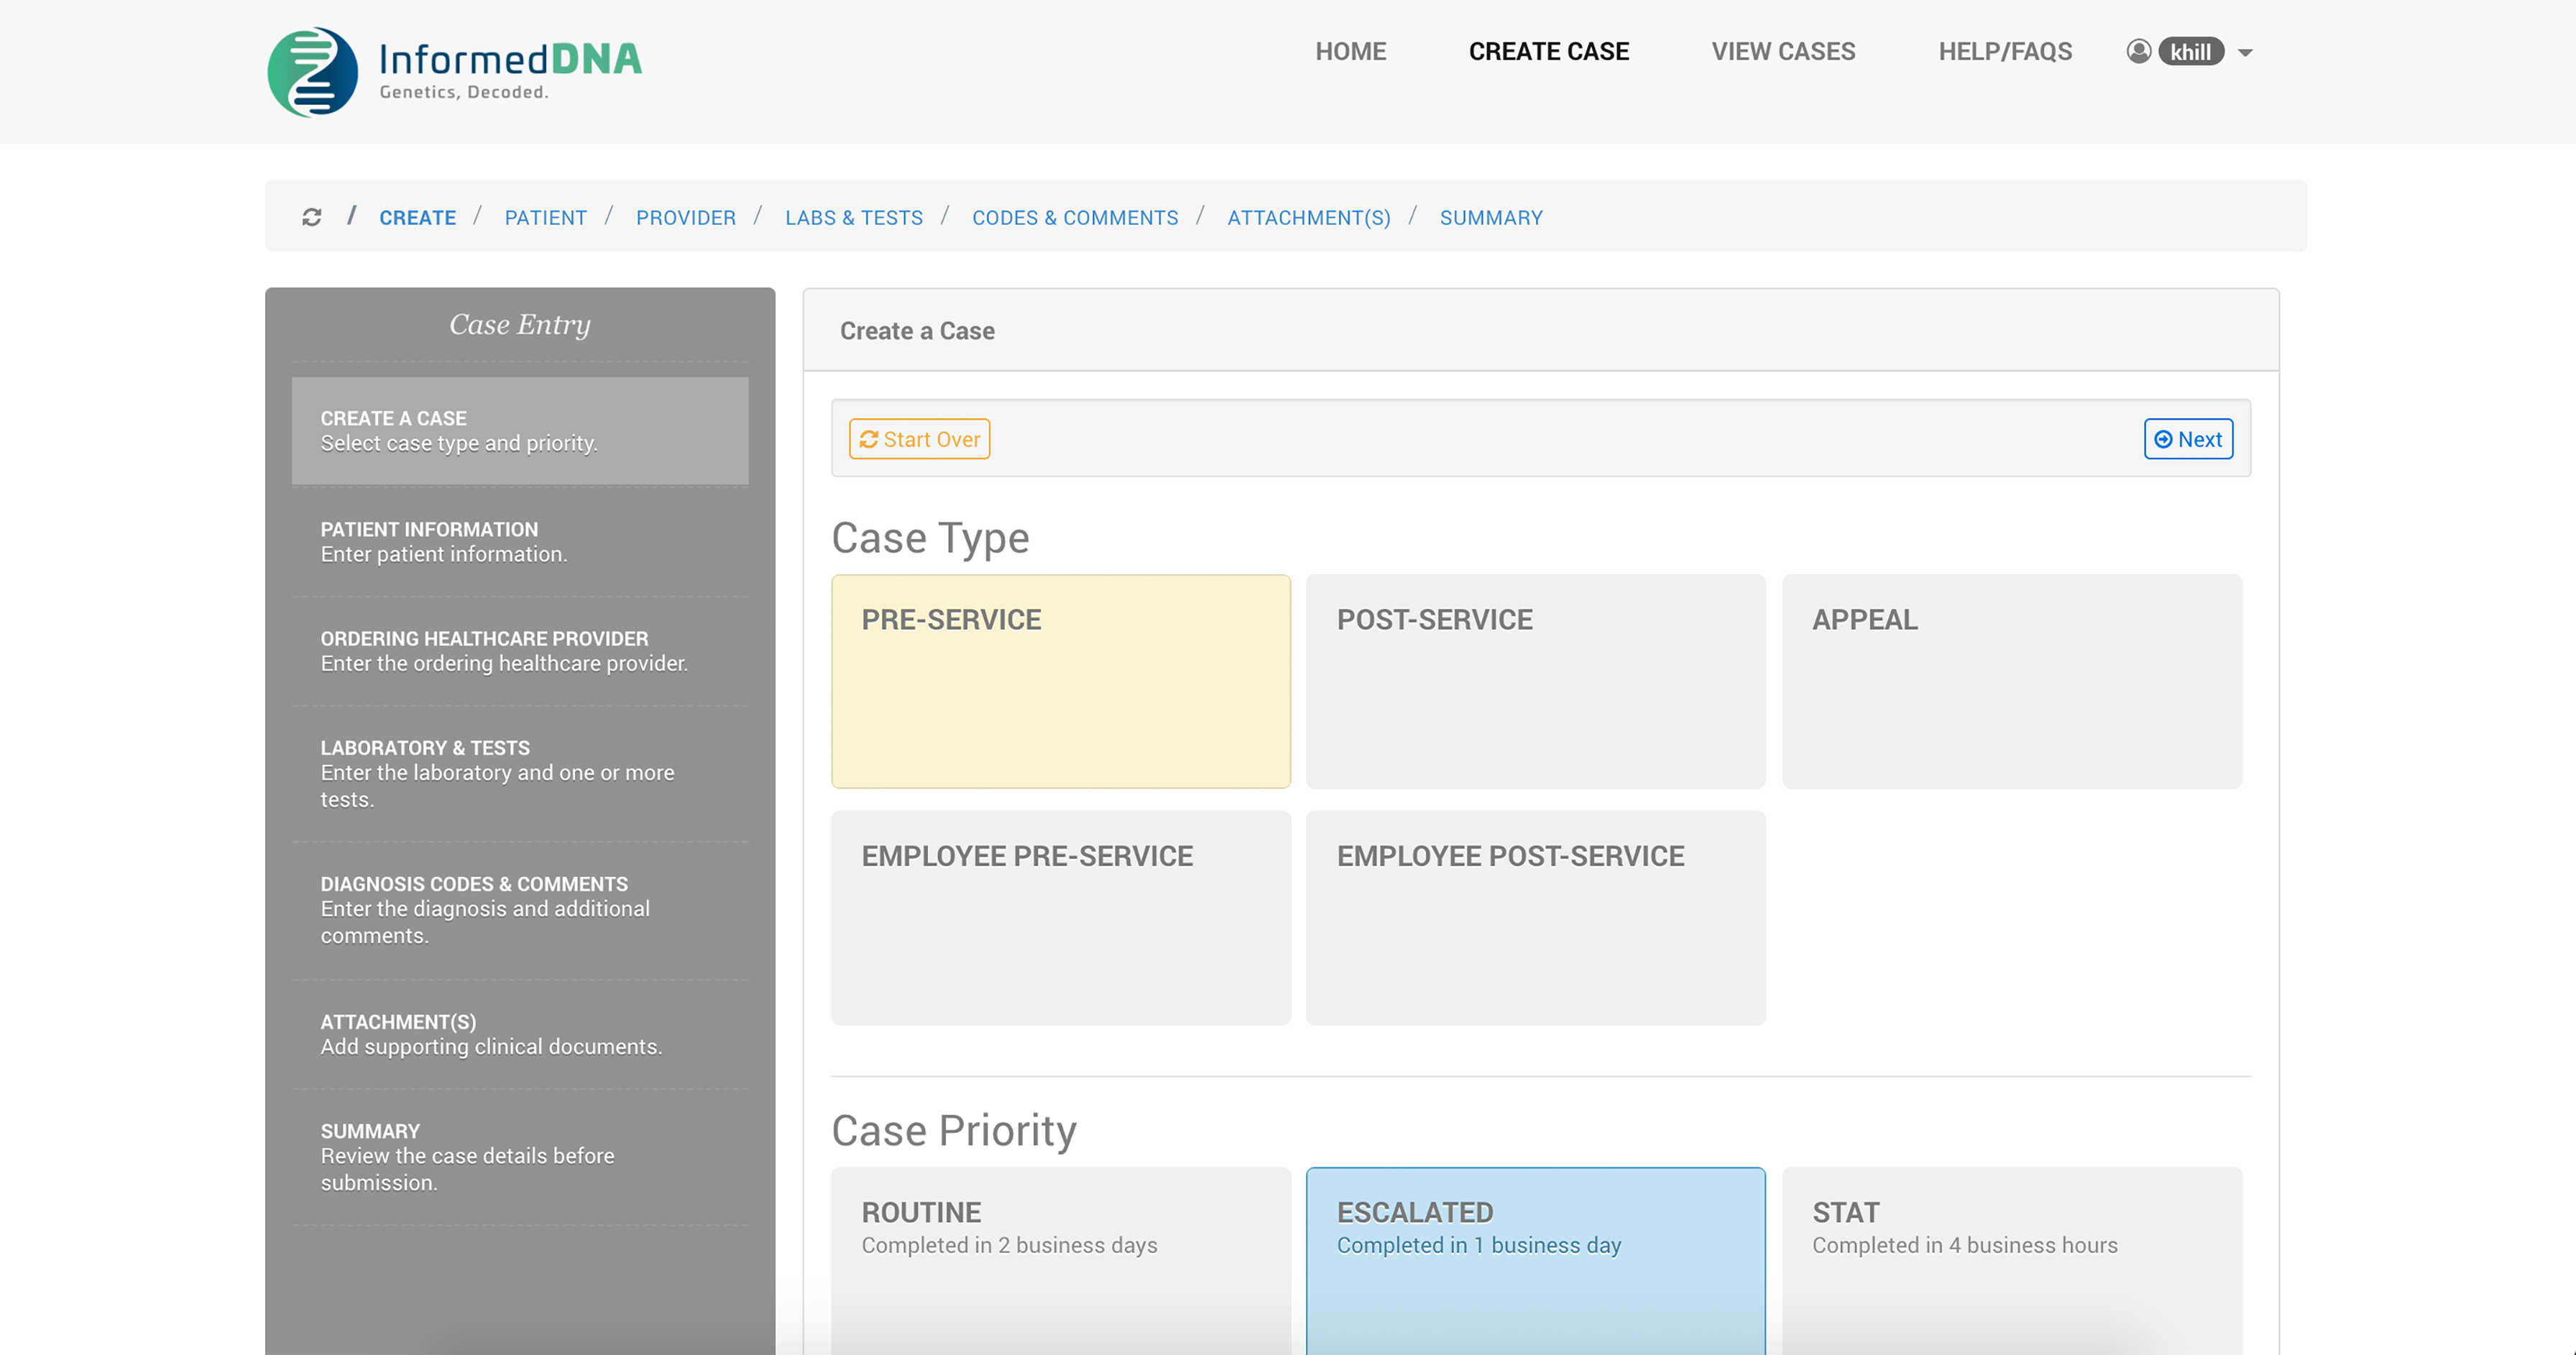 InformedDNA
Genetics, Decoded.
HOME
CREATE CASE
VIEW CASES
HELP/FAQS
khill
/ CREATE / PATIENT / PROVIDER / LABS & TESTS / CODES & COMMENTS / ATTACHMENT(S) / SUMMARY
Case Entry
CREATE A CASE
Select case type and priority.
PATIENT INFORMATION
Enter patient information.
ORDERING HEALTHCARE PROVIDER
Enter the ordering healthcare provider.
LABORATORY & TESTS
Enter the laboratory and one or more
tests.
DIAGNOSIS CODES & COMMENTS
Enter the diagnosis and additional
comments.
ATTACHMENT(S)
Add supporting clinical documents.
SUMMARY
Review the case details before
submission.
Create a Case
Start Over
Next
Case Type
PRE-SERVICE
POST-SERVICE
APPEAL
EMPLOYEE PRE-SERVICE
EMPLOYEE POST-SERVICE
Case Priority
ROUTINE
Completed in 2 business days
ESCALATED
Completed in 1 business day
STAT
Completed in 4 business hours